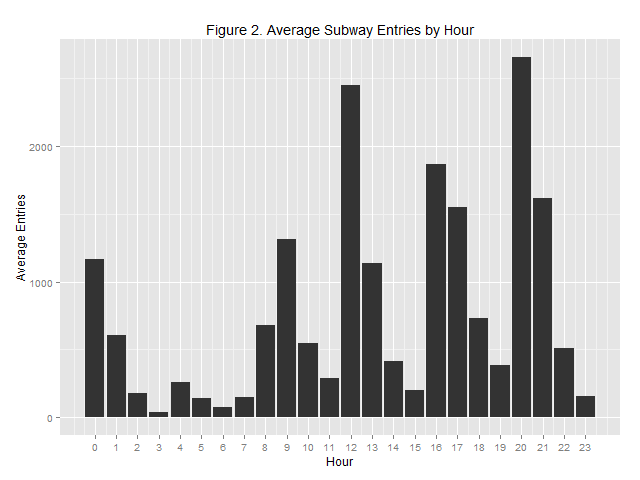 Figure 2. Average Subway Entries by Hour
Average Entries
2000
1000
0
0 1 2 3 4 5 6 7 8 9 10 11 12 13 14 15 16 17 18 19 20 21 22 23
Hour